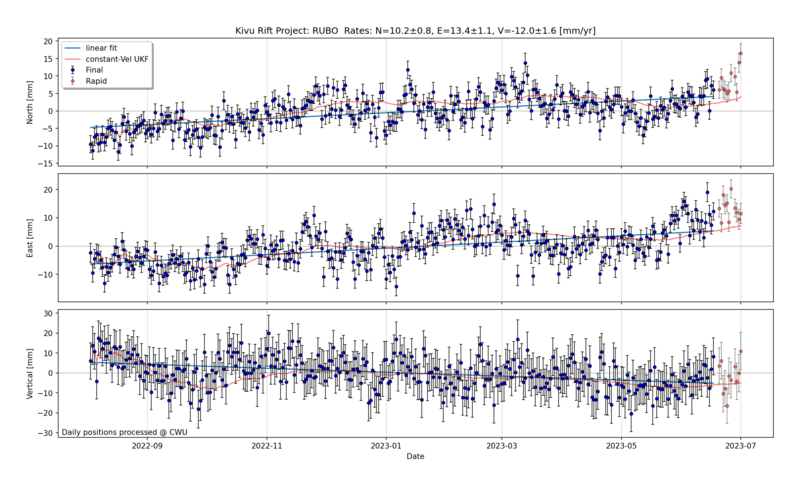 Kivu Rift Project: RUBO Rates: N=10.2±0.8, E=13.4±1.1, V=-12.0±1.6 [mm/yr]
linear fit
constant-Vel UKF
Final
Rapid
North [mm]
20
15
10
5
0
−5
−10
−15
East [mm]
20
10
0
−10
Vertical [mm]
30
20
10
0
−10
−20
−30
Daily positions processed @ CWU
2022-09
2022-11
2023-01
2023-03
2023-05
2023-07
Date